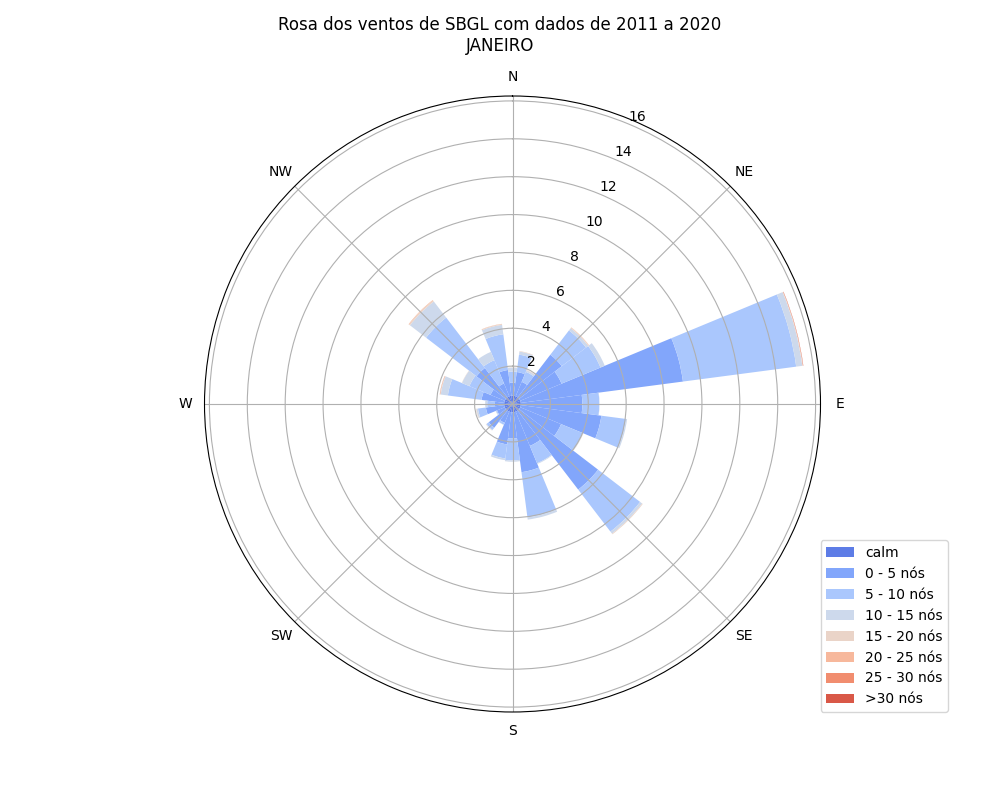 Rosa dos ventos de SBGL com dados de 2011 a 2020
JANEIRO
N
16
14
NW
NE
12
10
8
6
4
2
W
E
calm
0 - 5 nós
5 - 10 nós
10 - 15 nós
SW
SE
15 - 20 nós
20 - 25 nós
25 - 30 nós
>30 nós
S